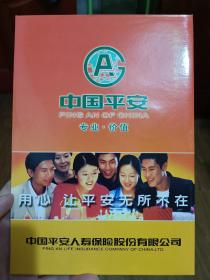 A
中国平安
PING AN OF CHINA
专业·价值
用心 让平安无所不在
中国平安人寿保险股份有限公司
PING AN LIFE INSURANCE COMPANY OF CHINA,LTD.